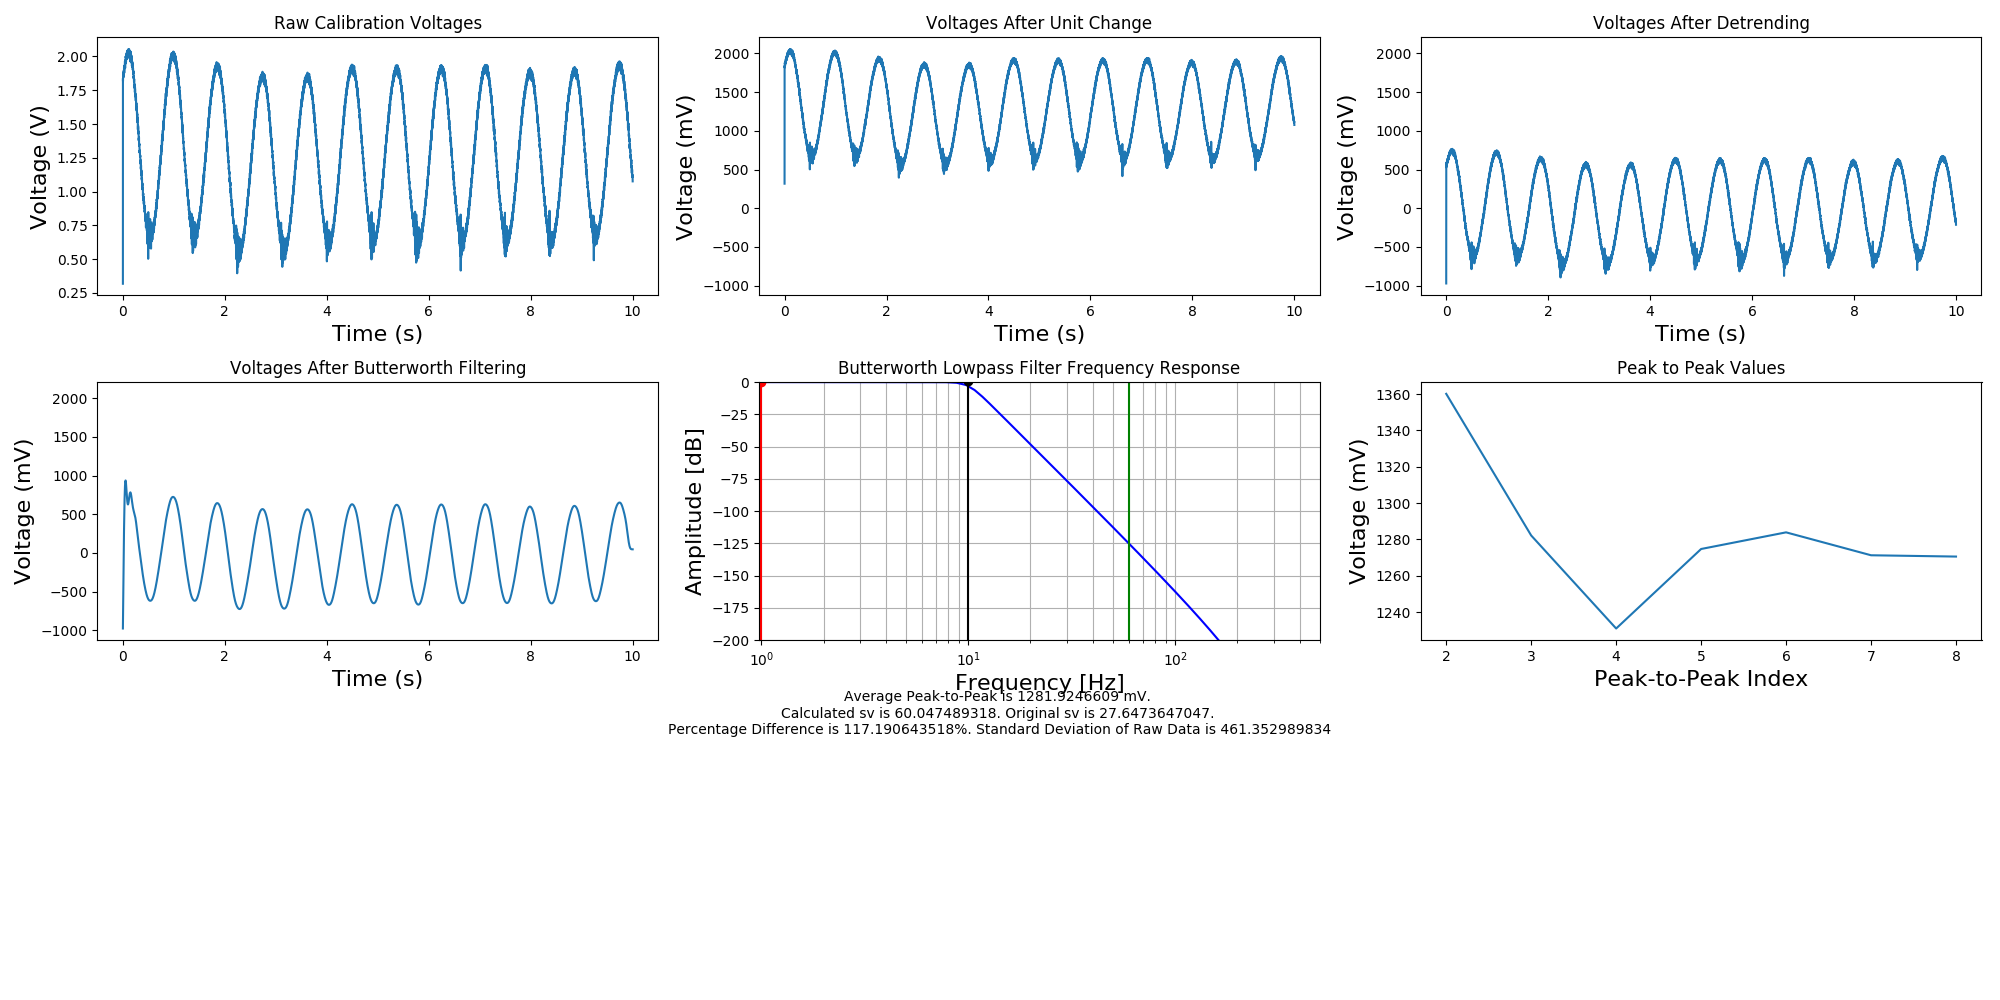 Raw Calibration Voltages
Voltage (V)
2.00
1.75
1.50
1.25
1.00
0.75
0.50
0.25
0 2 4 6 8 10
Time (s)
Voltages After Unit Change
Voltage (mV)
2000
1500
1000
500
0
−500
−1000
0 2 4 6 8 10
Time (s)
Voltages After Detrending
Voltage (mV)
2000
1500
1000
500
0
−500
−1000
0 2 4 6 8 10
Time (s)
Voltages After Butterworth Filtering
Voltage (mV)
2000
1500
1000
500
0
−500
−1000
0 2 4 6 8 10
Time (s)
Butterworth Lowpass Filter Frequency Response
Amplitude [dB]
0
−25
−50
−75
−100
−125
−150
−175
−200
10⁰ 10¹ 10²
Frequency [Hz]
Peak to Peak Values
Voltage (mV)
1360
1340
1320
1300
1280
1260
1240
2 3 4 5 6 7 8
Peak-to-Peak Index
Average Peak-to-Peak is 1281.9246609 mV.
Calculated sv is 60.047489318. Original sv is 27.6473647047.
Percentage Difference is 117.190643518%. Standard Deviation of Raw Data is 461.352989834